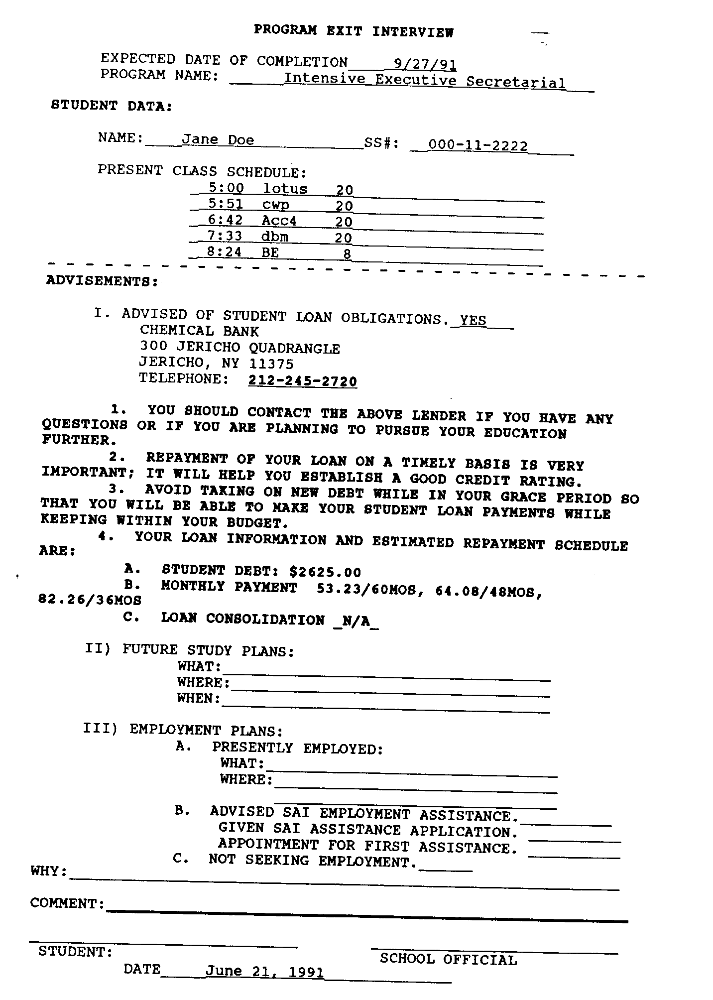 PROGRAM EXIT INTERVIEW
EXPECTED DATE OF COMPLETION 9/27/91
PROGRAM NAME: Intensive Executive Secretarial
STUDENT DATA:
NAME: Jane Doe SS#: 000-11-2222
PRESENT CLASS SCHEDULE:
5:00 lotus 20
5:51 cwp 20
6:42 Acc4 20
7:33 dbm 20
8:24 BE 8
ADVISEMENTS:
I. ADVISED OF STUDENT LOAN OBLIGATIONS. YES
CHEMICAL BANK
300 JERICHO QUADRANGLE
JERICHO, NY 11375
TELEPHONE: 212-245-2720
1. YOU SHOULD CONTACT THE ABOVE LENDER IF YOU HAVE ANY
QUESTIONS OR IF YOU ARE PLANNING TO PURSUE YOUR EDUCATION
FURTHER.
2. REPAYMENT OF YOUR LOAN ON A TIMELY BASIS IS VERY
IMPORTANT; IT WILL HELP YOU ESTABLISH A GOOD CREDIT RATING.
3. AVOID TAKING ON NEW DEBT WHILE IN YOUR GRACE PERIOD SO
THAT YOU WILL BE ABLE TO MAKE YOUR STUDENT LOAN PAYMENTS WHILE
KEEPING WITHIN YOUR BUDGET.
4. YOUR LOAN INFORMATION AND ESTIMATED REPAYMENT SCHEDULE
ARE:
A. STUDENT DEBT: $2625.00
B. MONTHLY PAYMENT 53.23/60MOS, 64.08/48MOS,
82.26/36MOS
C. LOAN CONSOLIDATION _N/A_
II) FUTURE STUDY PLANS:
WHAT:
WHERE:
WHEN:
III) EMPLOYMENT PLANS:
A. PRESENTLY EMPLOYED:
WHAT:
WHERE:
B. ADVISED SAI EMPLOYMENT ASSISTANCE.
GIVEN SAI ASSISTANCE APPLICATION.
APPOINTMENT FOR FIRST ASSISTANCE.
C. NOT SEEKING EMPLOYMENT.
WHY:
COMMENT:
STUDENT:
SCHOOL OFFICIAL
DATE June 21, 1991